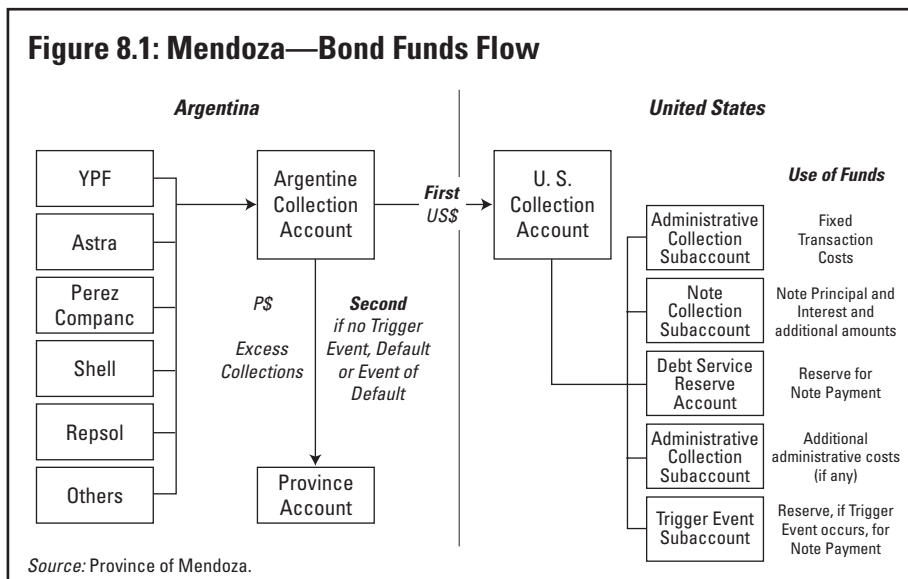 Figure 8.1: Mendoza—Bond Funds Flow
Argentina
United States
YPF
Astra
Perez
Companc
Shell
Repsol
Others
Argentine
Collection
Account
First
US$
P$
Excess
Collections
Second
if no Trigger
Event, Default
or Event of
Default
Province
Account
U. S.
Collection
Account
Use of Funds
Administrative
Collection
Subaccount
Fixed
Transaction
Costs
Note
Collection
Subaccount
Note Principal and
Interest and
additional amounts
Debt Service
Reserve
Account
Reserve for
Note Payment
Administrative
Collection
Subaccount
Additional
administrative costs
(if any)
Trigger Event
Subaccount
Reserve, if Trigger
Event occurs, for
Note Payment
Source: Province of Mendoza.